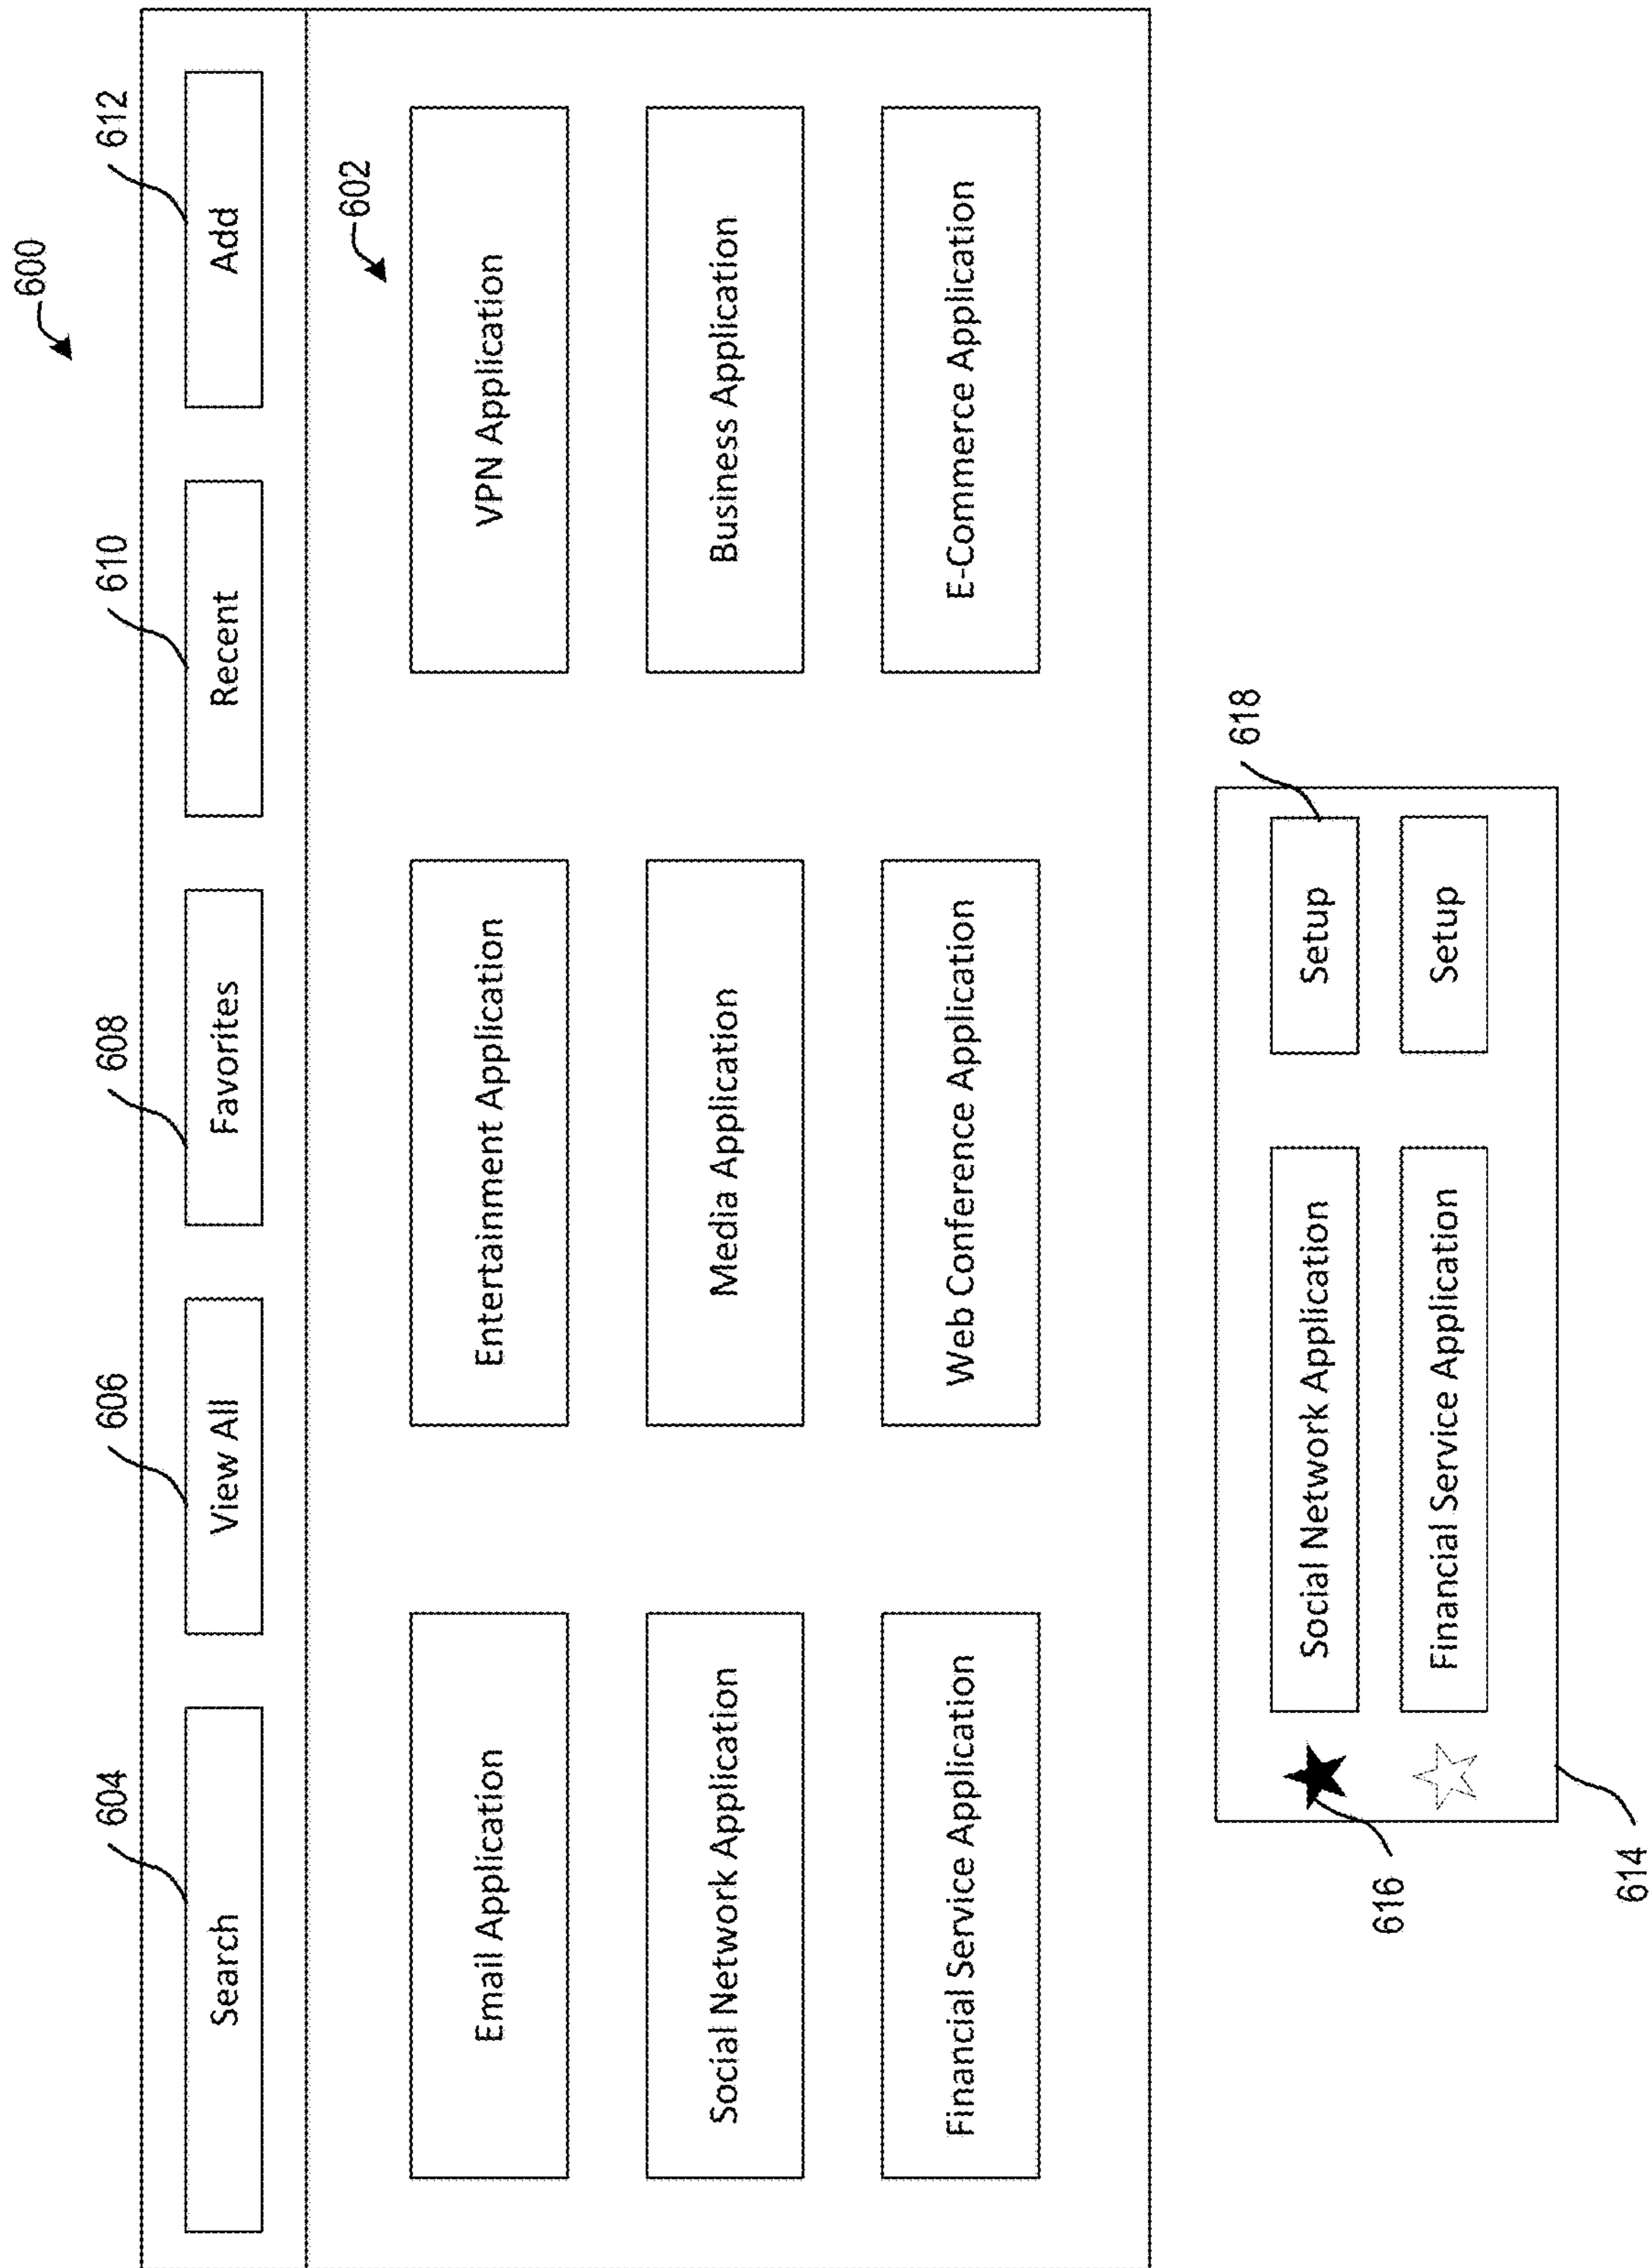 600
604
606
608
610
612
Search
View All
Favorites
Recent
Add
602
Email Application
Entertainment Application
VPN Application
Social Network Application
Media Application
Business Application
Financial Service Application
Web Conference Application
E-Commerce Application
618
Social Network Application
Setup
616
Financial Service Application
Setup
614